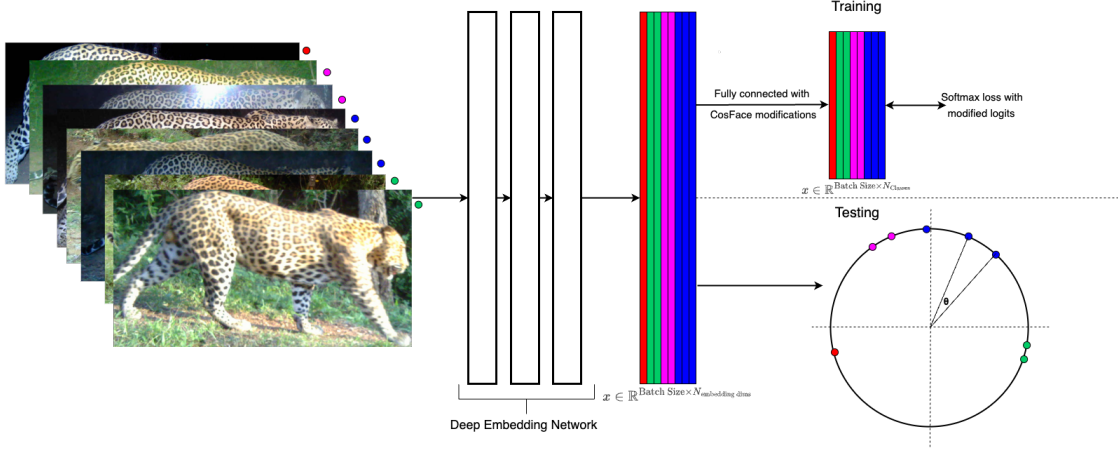 Training
Fully connected with
CosFace modifications
Softmax loss with
modified logits
x ∈ ℝ^Batch Size×N_Classes
Testing
θ
x ∈ ℝ^Batch Size×N_embedding dims
Deep Embedding Network